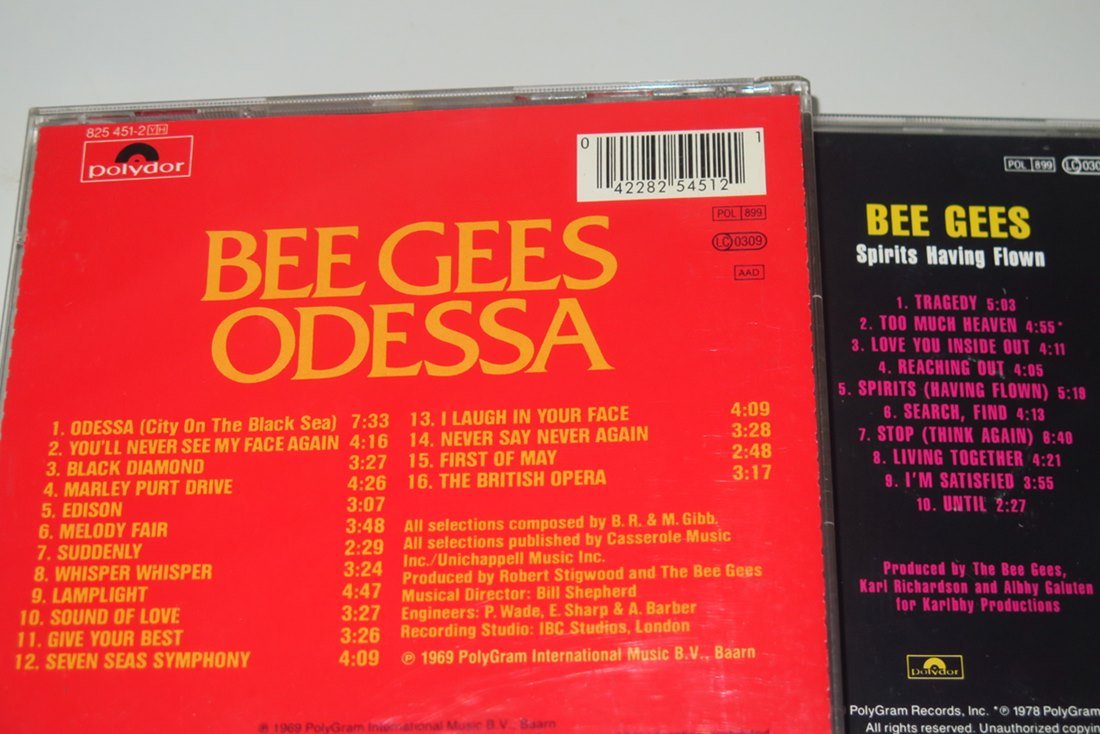 825 451-2 YH
polydor
0 42282 54512 1
POL 899
LC 0309
AAD
BEE GEES
ODESSA
1. ODESSA (City On The Black Sea) 7:33
2. YOU'LL NEVER SEE MY FACE AGAIN 4:16
3. BLACK DIAMOND 3:27
4. MARLEY PURT DRIVE 4:26
5. EDISON 3:07
6. MELODY FAIR 3:48
7. SUDDENLY 2:29
8. WHISPER WHISPER 3:24
9. LAMPLIGHT 4:47
10. SOUND OF LOVE 3:27
11. GIVE YOUR BEST 3:26
12. SEVEN SEAS SYMPHONY 4:09
13. I LAUGH IN YOUR FACE 4:09
14. NEVER SAY NEVER AGAIN 3:28
15. FIRST OF MAY 2:48
16. THE BRITISH OPERA 3:17
All selections composed by B. R. & M. Gibb.
All selections published by Casserole Music
Inc./Unichappell Music Inc.
Produced by Robert Stigwood and The Bee Gees
Musical Director: Bill Shepherd
Engineers: P. Wade, E. Sharp & A. Barber
Recording Studio: IBC Studios, London
℗ 1969 PolyGram International Music B.V., Baarn
℗ 1969 PolyGram International Music B.V., Baarn
POL 899
LC 030
BEE GEES
Spirits Having Flown
1. TRAGEDY 5:03
2. TOO MUCH HEAVEN 4:55*
3. LOVE YOU INSIDE OUT 4:11
4. REACHING OUT 4:05
5. SPIRITS (HAVING FLOWN) 5:19
6. SEARCH, FIND 4:13
7. STOP (THINK AGAIN) 6:40
8. LIVING TOGETHER 4:21
9. I'M SATISFIED 3:55
10. UNTIL 2:27
Produced by The Bee Gees,
Karl Richardson and Albhy Galuten
for Karlbhy Productions
polydor
PolyGram Records, Inc. *℗ 1978 PolyGram
All rights reserved. Unauthorized copyin